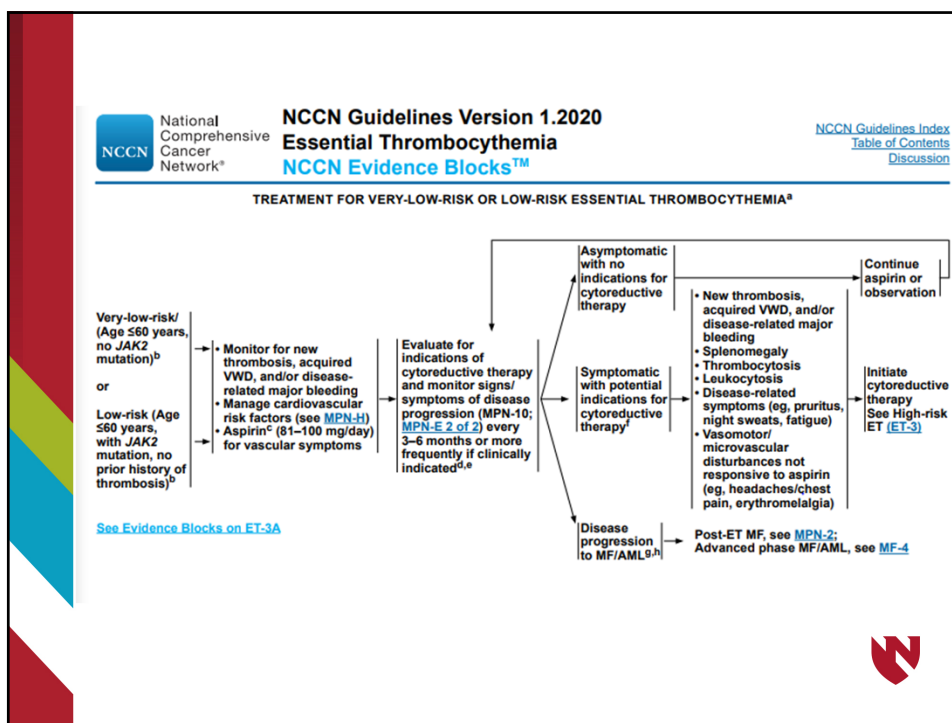 NCCN
National
Comprehensive
Cancer
Network®
NCCN Guidelines Version 1.2020
Essential Thrombocythemia
NCCN Evidence Blocks™
NCCN Guidelines Index
Table of Contents
Discussion
TREATMENT FOR VERY-LOW-RISK OR LOW-RISK ESSENTIAL THROMBOCYTHEMIAa
Very-low-risk/
(Age ≤60 years,
no JAK2
mutation)b
or
Low-risk (Age
≤60 years,
with JAK2
mutation, no
prior history of
thrombosis)b
• Monitor for new
thrombosis, acquired
VWD, and/or disease-
related major bleeding
• Manage cardiovascular
risk factors (see MPN-H)
• Aspirinc (81–100 mg/day)
for vascular symptoms
Evaluate for
indications of
cytoreductive therapy
and monitor signs/
symptoms of disease
progression (MPN-10;
MPN-E 2 of 2) every
3–6 months or more
frequently if clinically
indicatedd,e
Asymptomatic
with no
indications for
cytoreductive
therapy
Continue
aspirin or
observation
Symptomatic
with potential
indications for
cytoreductive
therapyf
• New thrombosis,
acquired VWD, and/or
disease-related major
bleeding
• Splenomegaly
• Thrombocytosis
• Leukocytosis
• Disease-related
symptoms (eg, pruritus,
night sweats, fatigue)
• Vasomotor/
microvascular
disturbances not
responsive to aspirin
(eg, headaches/chest
pain, erythromelalgia)
Initiate
cytoreductive
therapy
See High-risk
ET (ET-3)
Disease
progression
to MF/AMLg,h
Post-ET MF, see MPN-2;
Advanced phase MF/AML, see MF-4
See Evidence Blocks on ET-3A
N